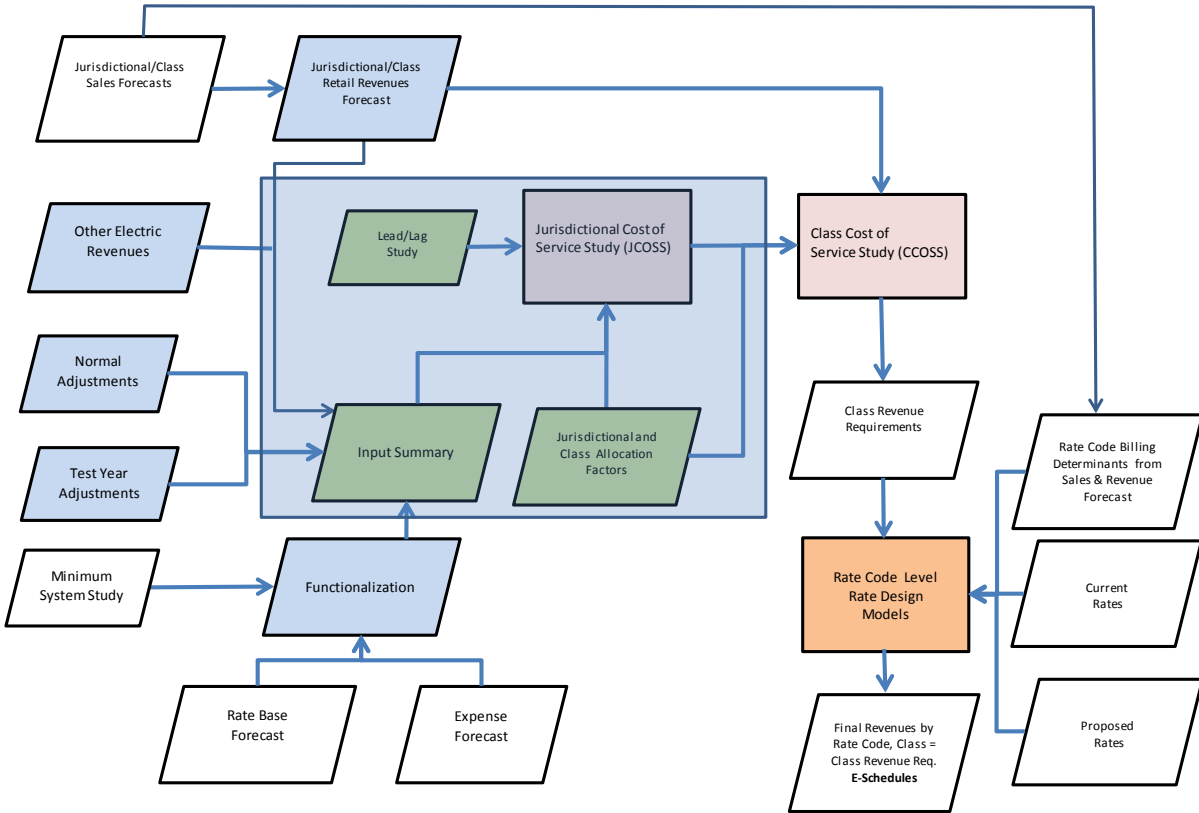 Jurisdictional/Class
Sales Forecasts
Jurisdictional/Class
Retail Revenues
Forecast
Other Electric
Revenues
Lead/Lag
Study
Jurisdictional Cost of
Service Study (JCOSS)
Class Cost of
Service Study (CCOSS)
Normal
Adjustments
Test Year
Adjustments
Input Summary
Jurisdictional and
Class Allocation
Factors
Class Revenue
Requirements
Rate Code Billing
Determinants from
Sales & Revenue
Forecast
Minimum
System Study
Functionalization
Rate Code Level
Rate Design
Models
Current
Rates
Rate Base
Forecast
Expense
Forecast
Final Revenues by
Rate Code, Class =
Class Revenue Req.
E-Schedules
Proposed
Rates